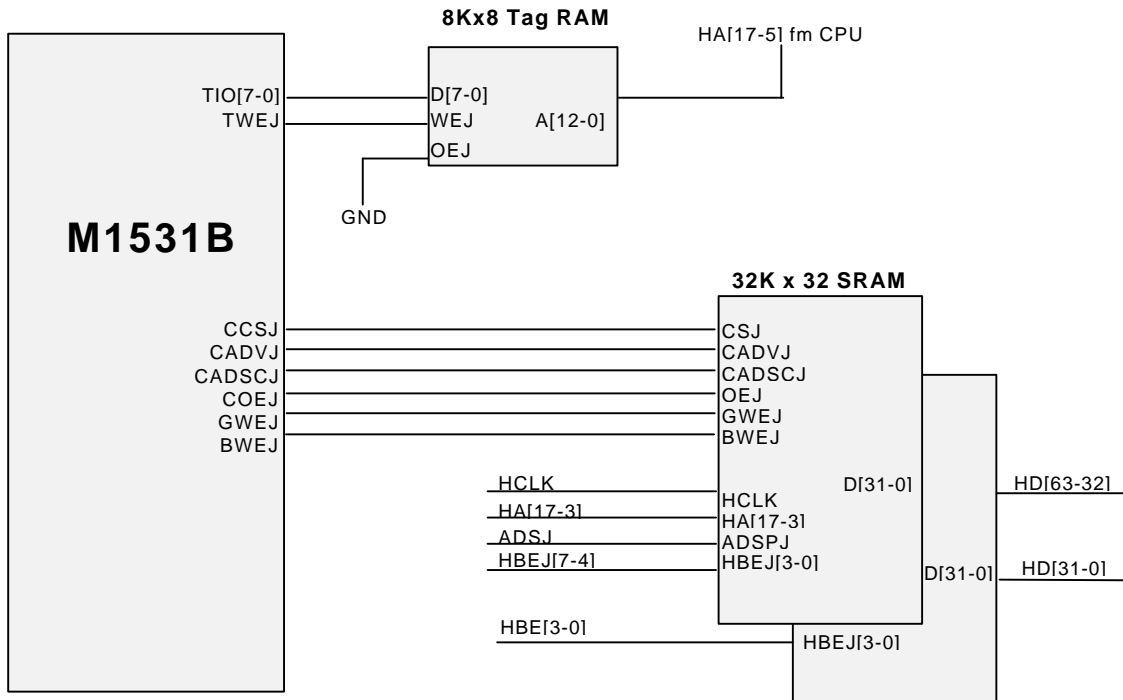 8Kx8 Tag RAM
HA[17-5] fm CPU
TIO[7-0]
TWEJ
D[7-0]
WEJ
A[12-0]
OEJ
GND
M1531B
32K x 32 SRAM
CCSJ
CADVJ
CADSCJ
COEJ
GWEJ
BWEJ
CSJ
CADVJ
CADSCJ
OEJ
GWEJ
BWEJ
HCLK
HA[17-3]
ADSJ
HBEJ[7-4]
HCLK
HA[17-3]
ADSPJ
HBEJ[3-0]
D[31-0]
HD[63-32]
D[31-0]
HD[31-0]
HBE[3-0]
HBEJ[3-0]